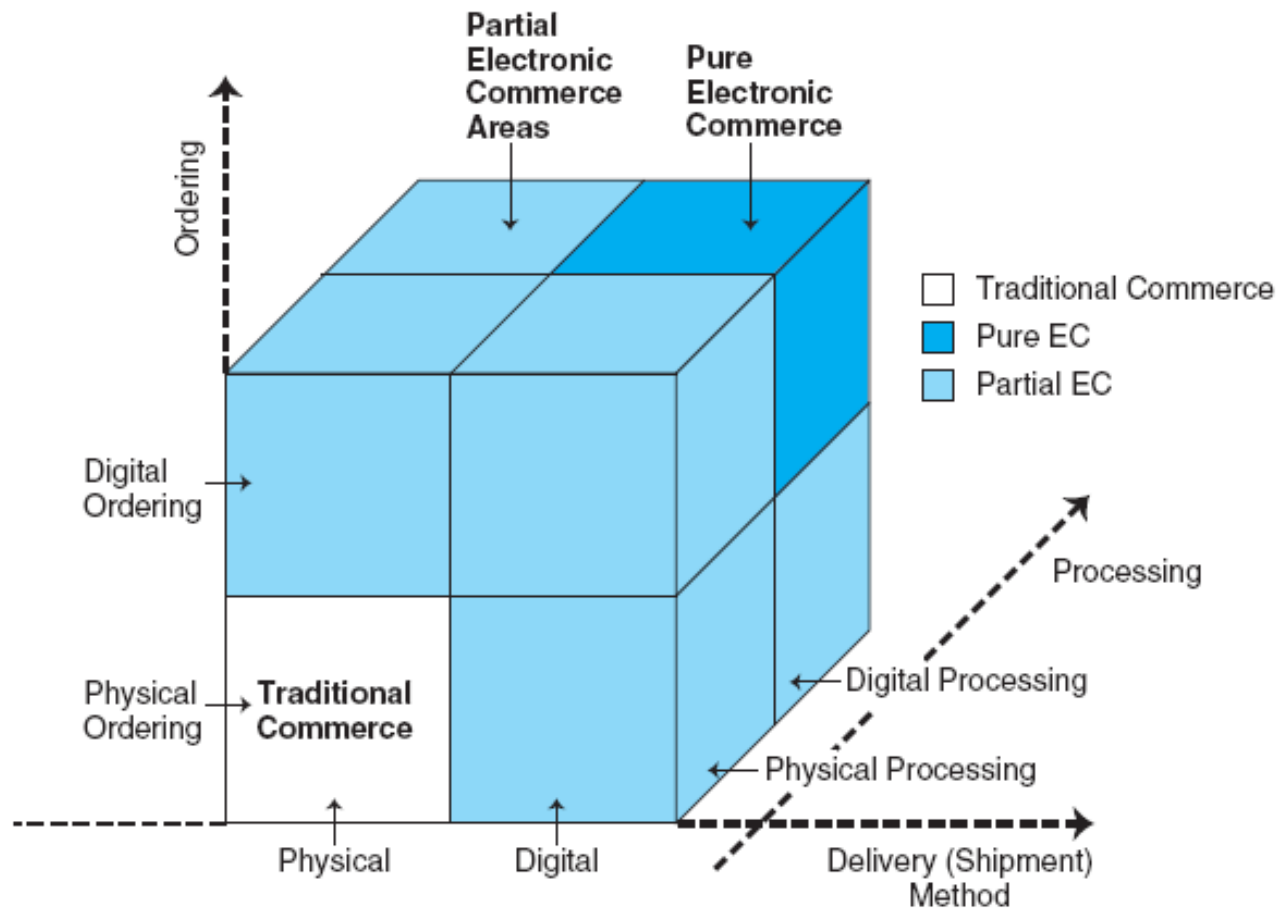 Partial
Electronic
Commerce
Areas
Pure
Electronic
Commerce
Ordering
Traditional Commerce
Pure EC
Partial EC
Digital
Ordering
Processing
Physical
Ordering
Traditional
Commerce
Digital Processing
Physical Processing
Physical
Digital
Delivery (Shipment)
Method